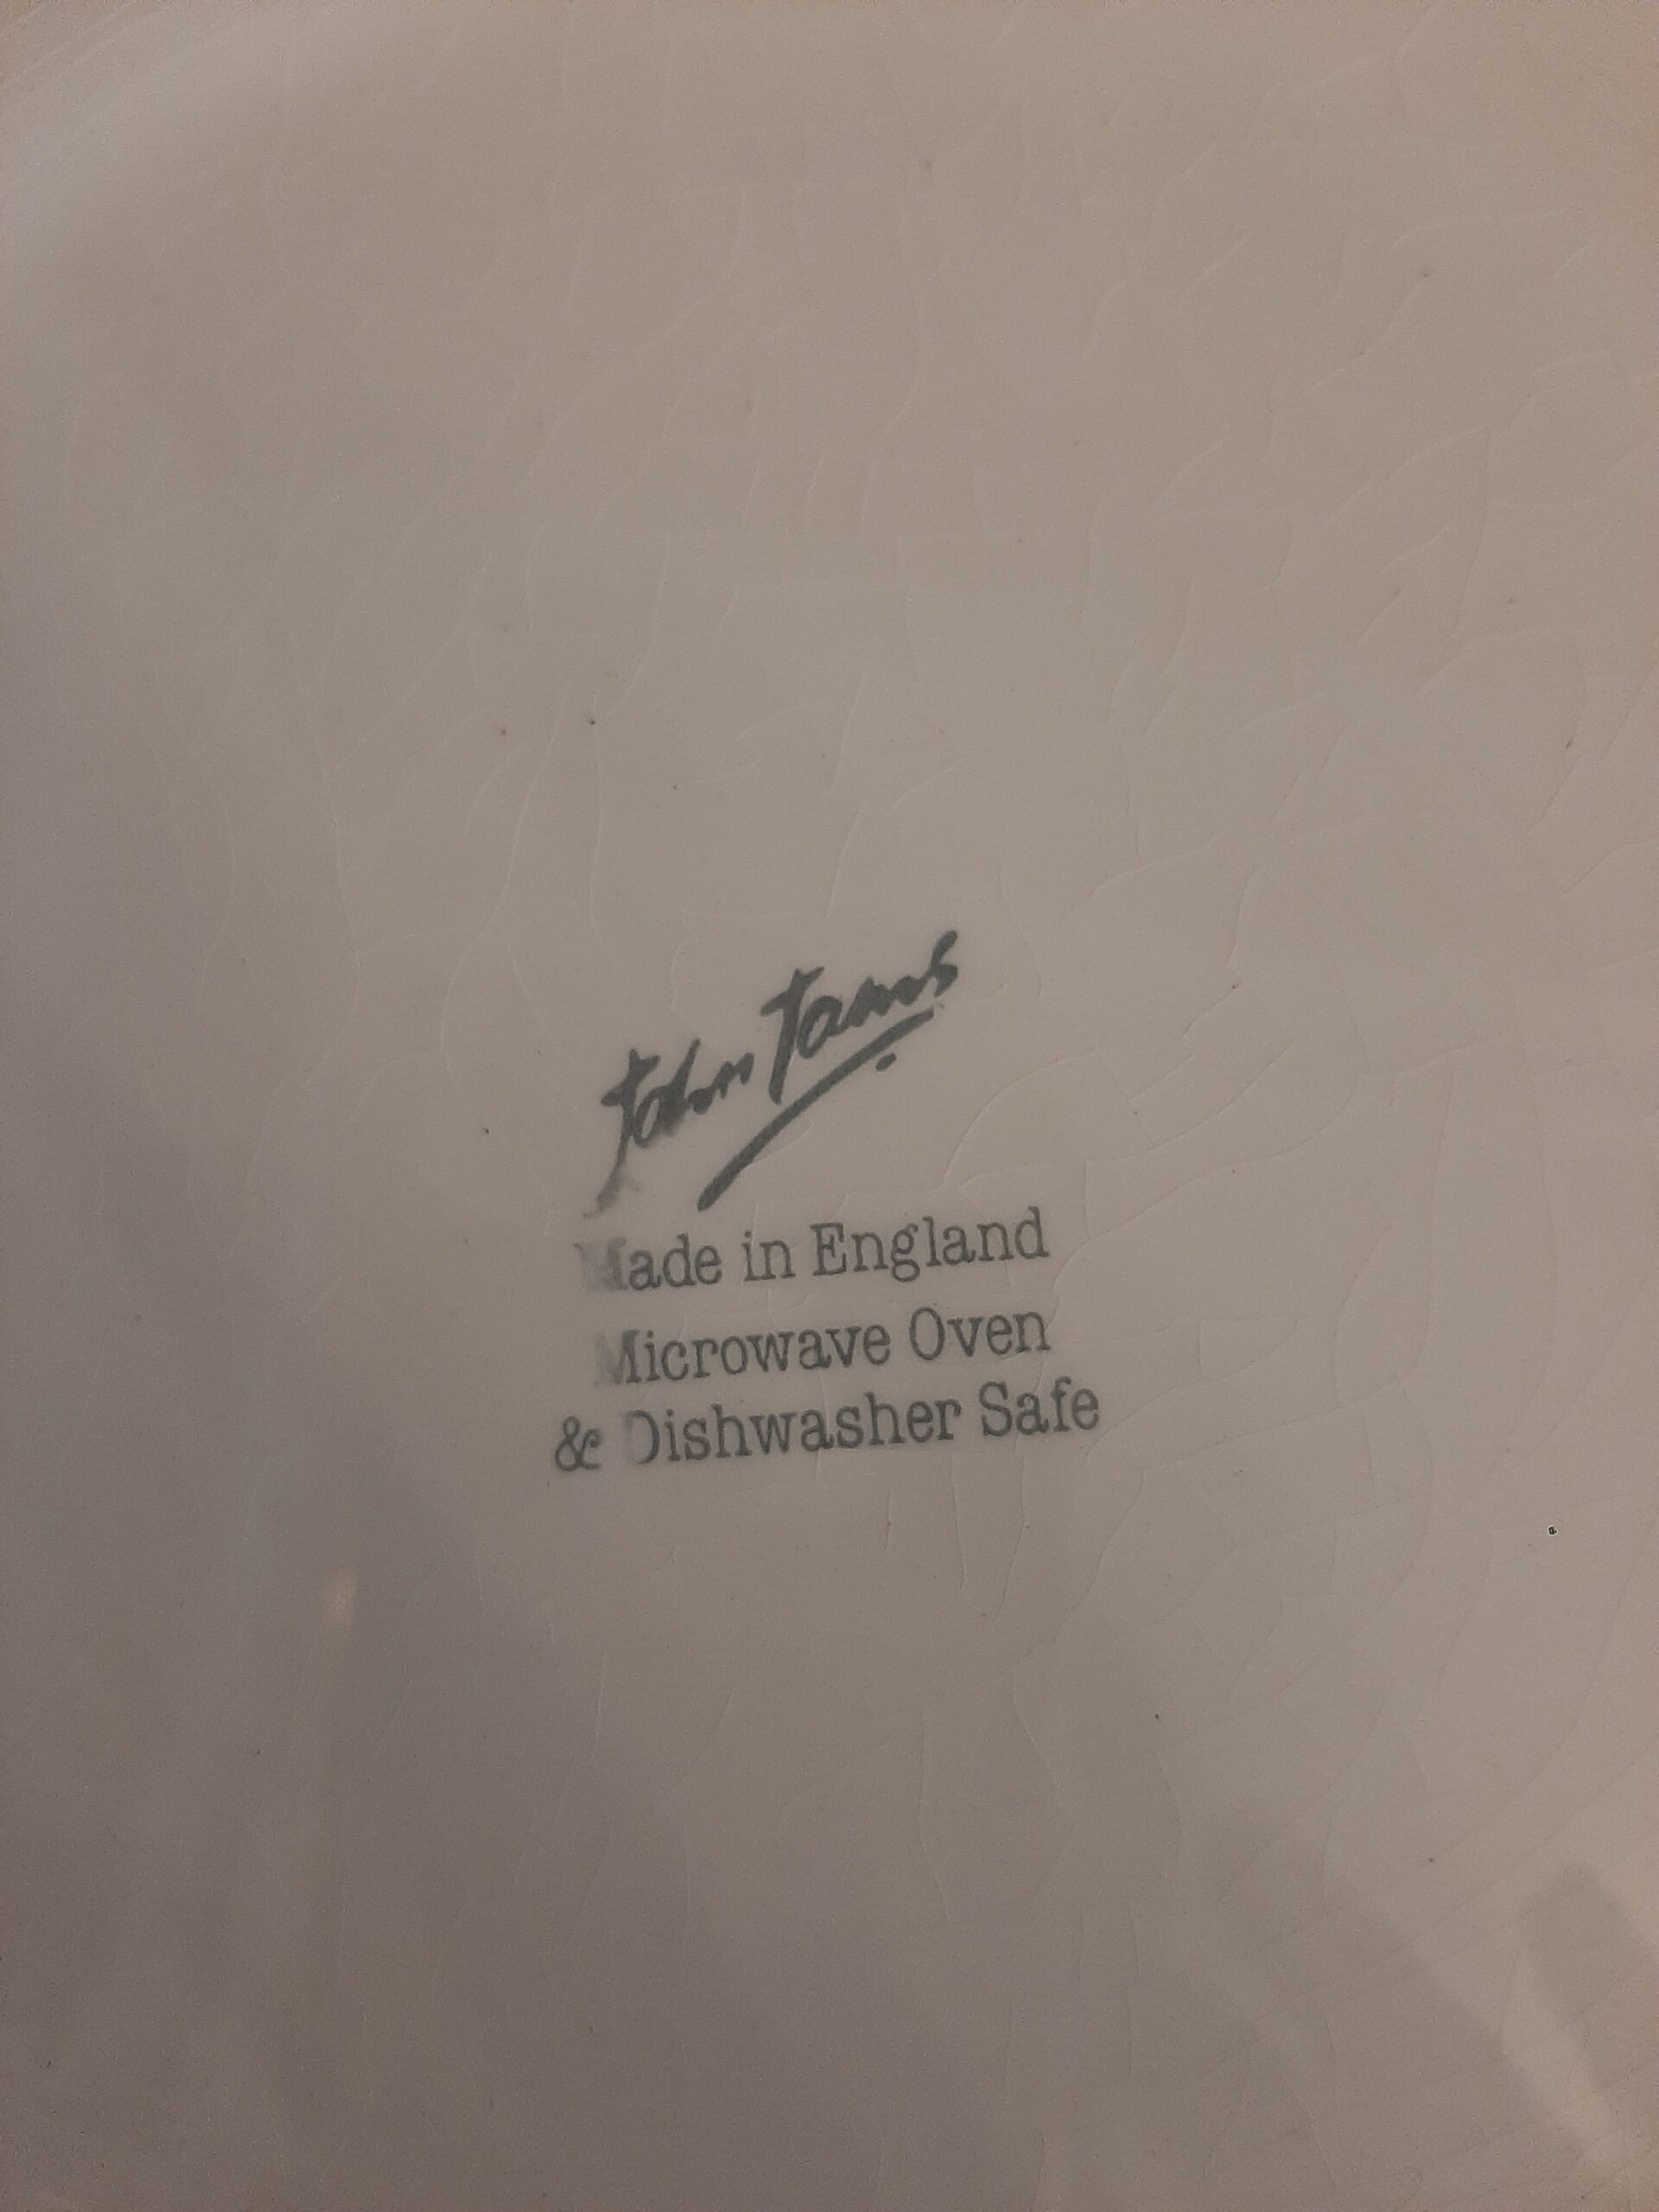 John Tams
Made in England
Microwave Oven
& Dishwasher Safe